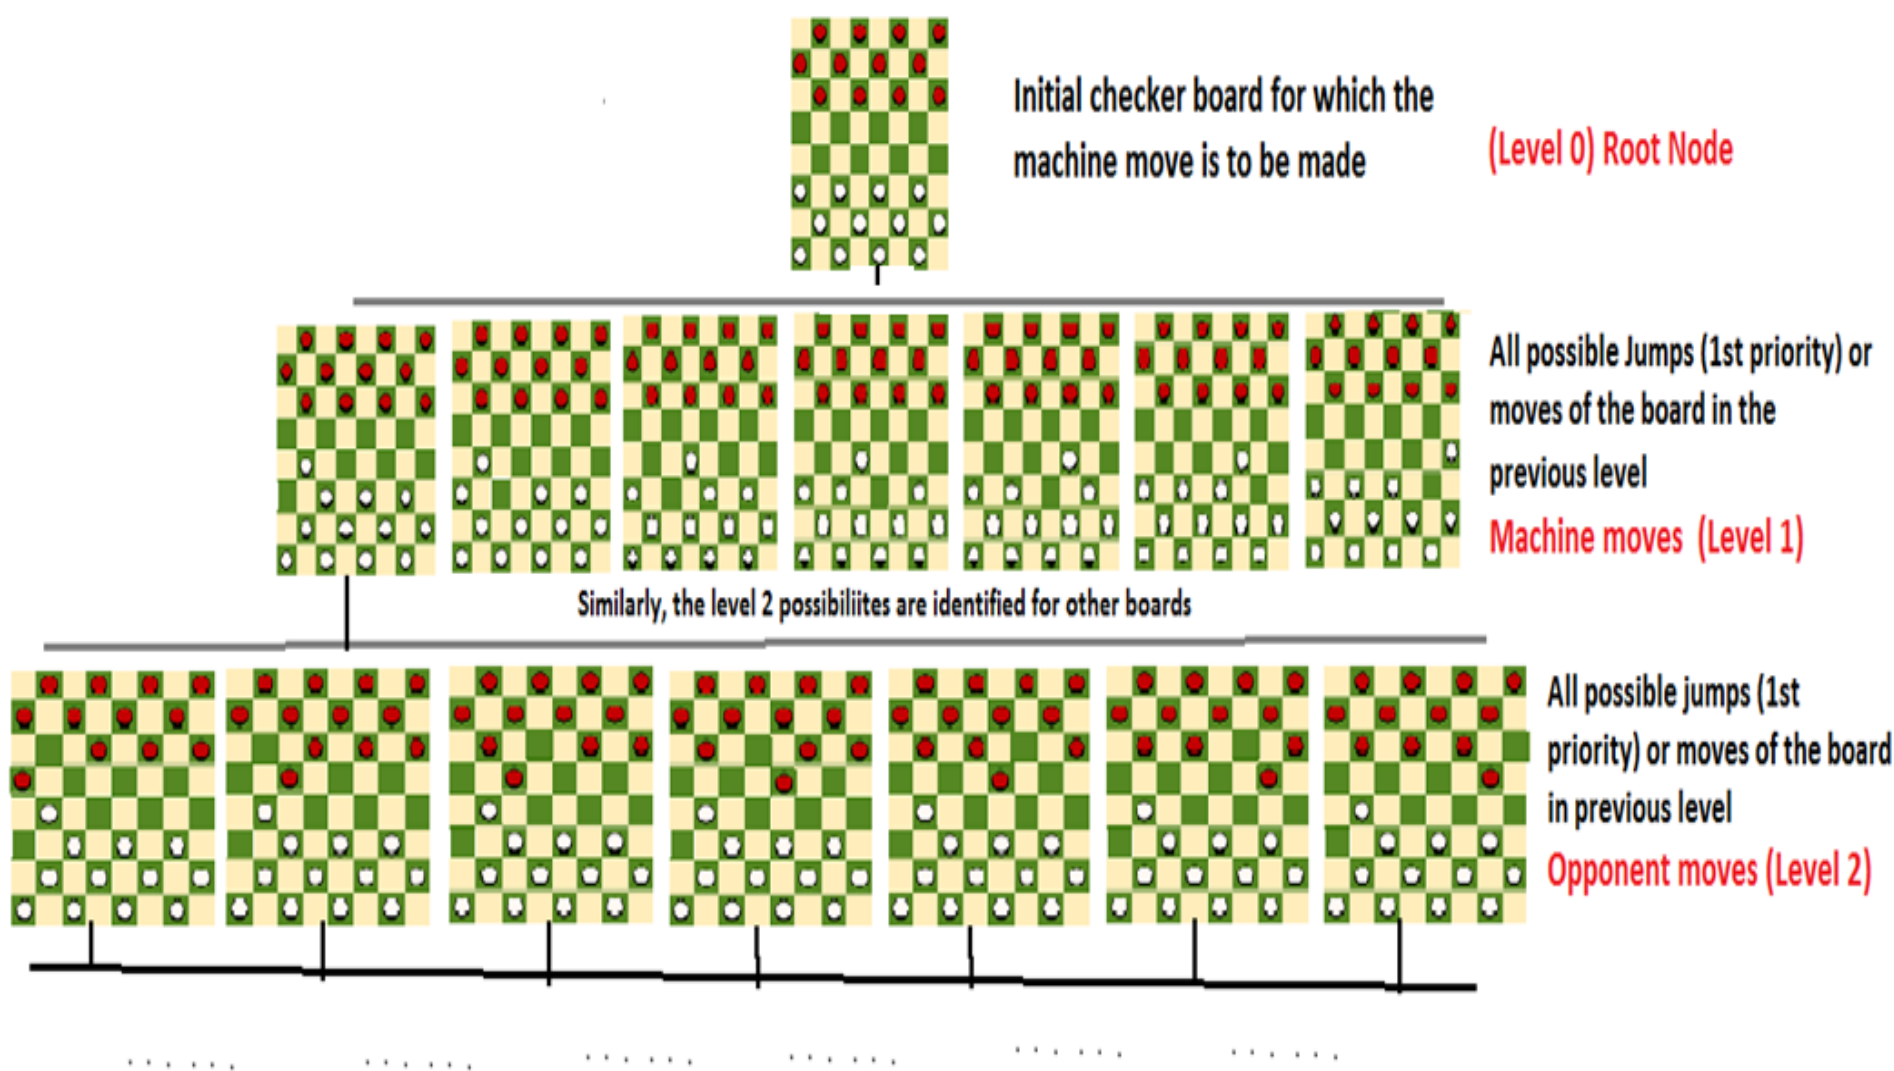 Initial checker board for which the
machine move is to be made
(Level 0) Root Node
All possible Jumps (1st priority) or
moves of the board in the
previous level
Machine moves (Level 1)
Similarly, the level 2 possibiliites are identified for other boards
All possible jumps (1st
priority) or moves of the board
in previous level
Opponent moves (Level 2)